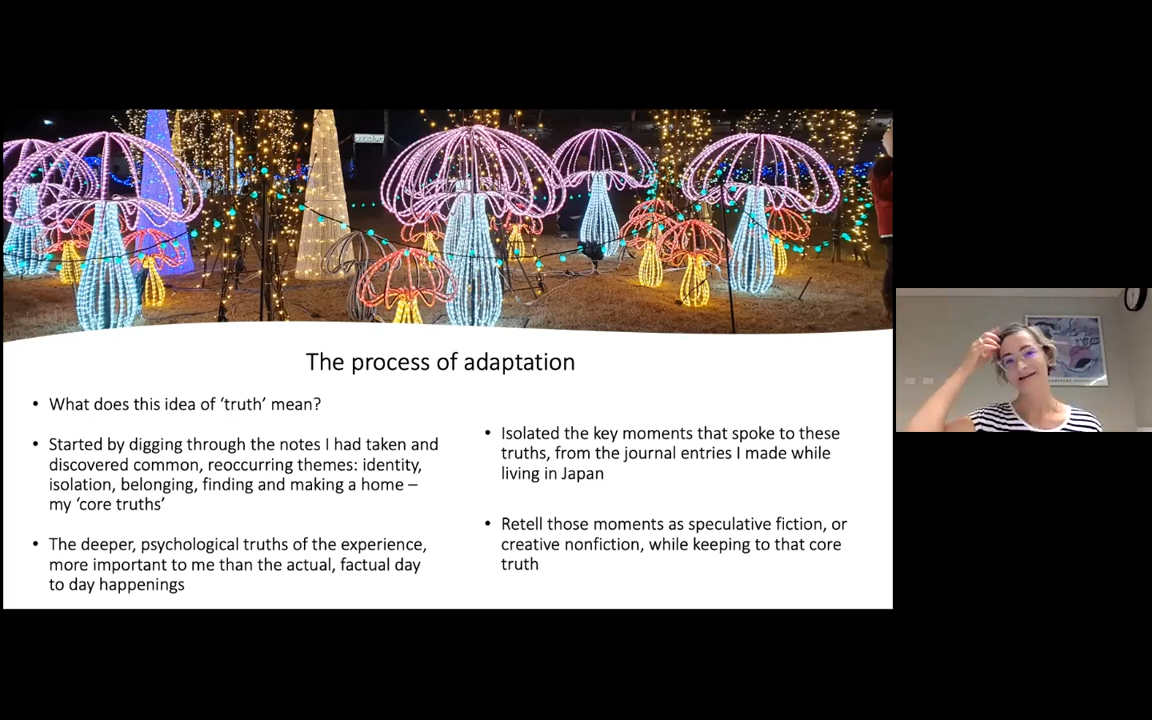 The process of adaptation
• What does this idea of ‘truth’ mean?
• Started by digging through the notes I had taken and
discovered common, reoccurring themes: identity,
isolation, belonging, finding and making a home –
my ‘core truths’
• The deeper, psychological truths of the experience,
more important to me than the actual, factual day
to day happenings
• Isolated the key moments that spoke to these
truths, from the journal entries I made while
living in Japan
• Retell those moments as speculative fiction, or
creative nonfiction, while keeping to that core
truth